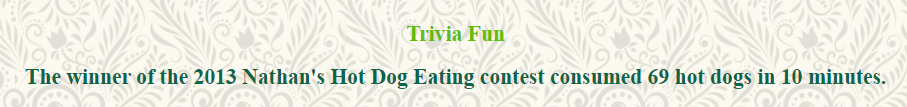 Trivia Fun
The winner of the 2013 Nathan's Hot Dog Eating contest consumed 69 hot dogs in 10 minutes.